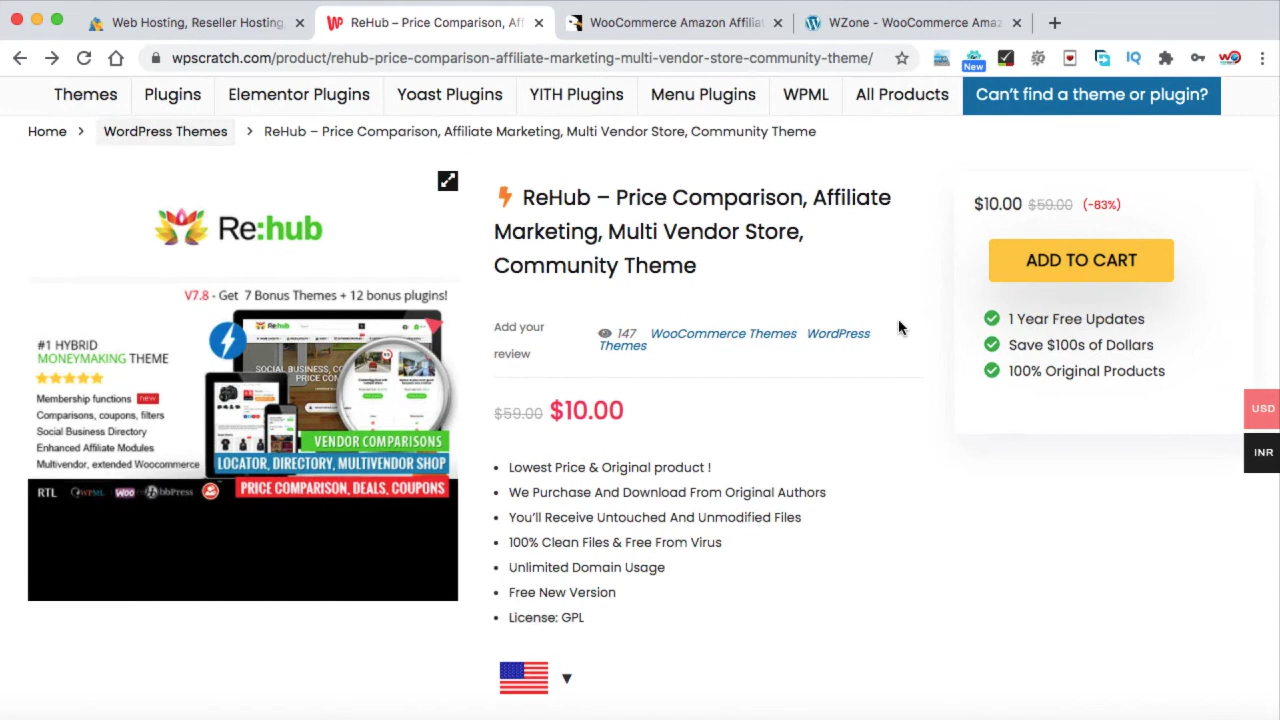 Web Hosting, Reseller Hosting,
ReHub – Price Comparison, Aff
WooCommerce Amazon Affiliat
WZone - WooCommerce Amaz
wpscratch.com/product/rehub-price-comparison-affiliate-marketing-multi-vendor-store-community-theme/
New
IQ
Themes
Plugins
Elementor Plugins
Yoast Plugins
YITH Plugins
Menu Plugins
WPML
All Products
Can't find a theme or plugin?
Home > WordPress Themes > ReHub – Price Comparison, Affiliate Marketing, Multi Vendor Store, Community Theme
Re:hub
V7.8 - Get 7 Bonus Themes + 12 bonus plugins!
#1 HYBRID
MONEYMAKING THEME
Membership functions new
Comparisons, coupons, filters
Social Business Directory
Enhanced Affiliate Modules
Multivendor, extended Woocommerce
SOCIAL BUSINESS, CO
PRICE COM
VENDOR COMPARISONS
LOCATOR, DIRECTORY, MULTIVENDOR SHOP
PRICE COMPARISON, DEALS, COUPONS
RTL WPML Woo bbPress
ReHub – Price Comparison, Affiliate
Marketing, Multi Vendor Store,
Community Theme
Add your
review
147 WooCommerce Themes WordPress
Themes
$59.00 $10.00
Lowest Price & Original product !
We Purchase And Download From Original Authors
You'll Receive Untouched And Unmodified Files
100% Clean Files & Free From Virus
Unlimited Domain Usage
Free New Version
License: GPL
$10.00 $59.00 (-83%)
ADD TO CART
1 Year Free Updates
Save $100s of Dollars
100% Original Products
USD
INR